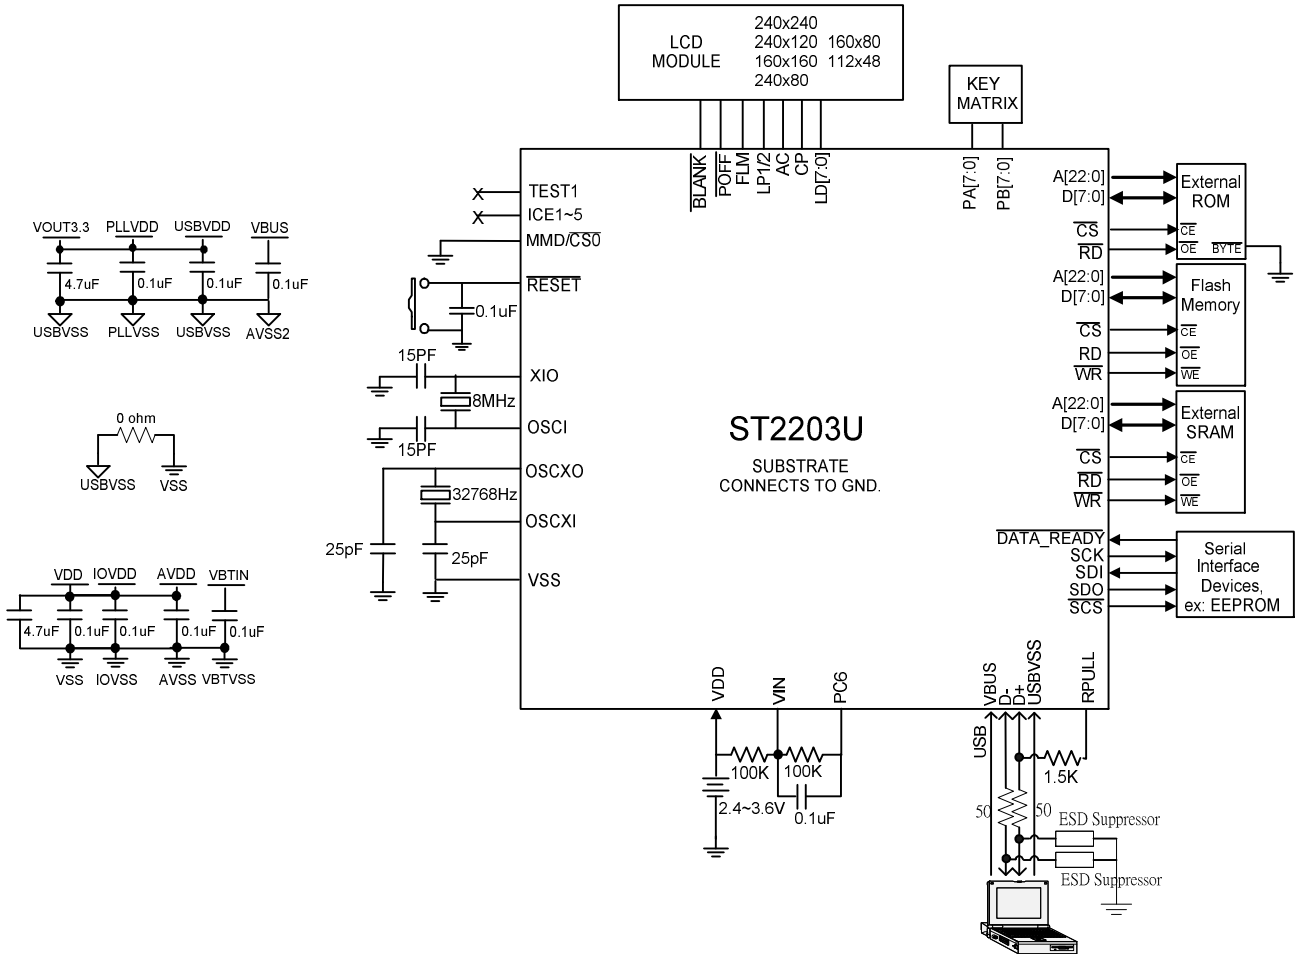 LCD
MODULE
240x240
240x120 160x80
160x160 112x48
240x80
KEY
MATRIX
BLANK
POFF
FLM
LP1/2
AC
CP
LD[7:0]
PA[7:0]
PB[7:0]
TEST1
ICE1~5
MMD/CS0
RESET
0.1uF
15PF
XIO
8MHz
OSCI
15PF
OSCXO
32768Hz
OSCXI
25pF
25pF
VSS
VOUT3.3
PLLVDD
USBVDD
VBUS
4.7uF
0.1uF
0.1uF
0.1uF
USBVSS
PLLVSS
USBVSS
AVSS2
0 ohm
USBVSS
VSS
VDD
IOVDD
AVDD
VBTIN
4.7uF
0.1uF
0.1uF
0.1uF
0.1uF
VSS
IOVSS
AVSS
VBTVSS
ST2203U
SUBSTRATE
CONNECTS TO GND.
A[22:0]
D[7:0]
CS
RD
External
ROM
CE
OE
BYTE
A[22:0]
D[7:0]
CS
RD
WR
Flash
Memory
CE
OE
WE
A[22:0]
D[7:0]
CS
RD
WR
External
SRAM
CE
OE
WE
DATA_READY
SCK
SDI
SDO
SCS
Serial
Interface
Devices,
ex: EEPROM
VDD
VIN
PC6
VBUS
D-
D+
USBVSS
RPULL
100K
100K
2.4~3.6V
0.1uF
USB
1.5K
50
50
ESD Suppressor
ESD Suppressor